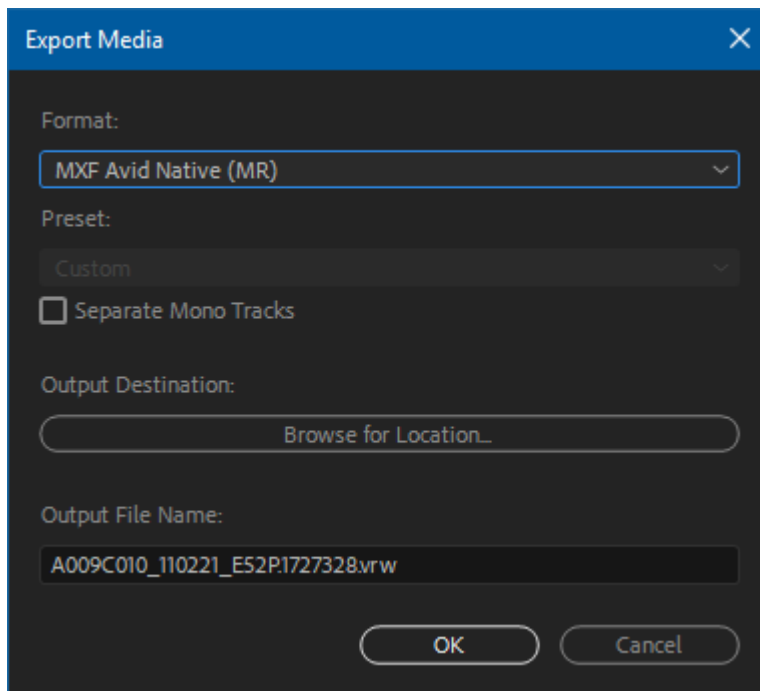 Export Media
Format:
MXF Avid Native (MR)
Preset:
Custom
Separate Mono Tracks
Output Destination:
Browse for Location...
Output File Name:
A009C010_110221_E52P.1727328.vrw
OK
Cancel